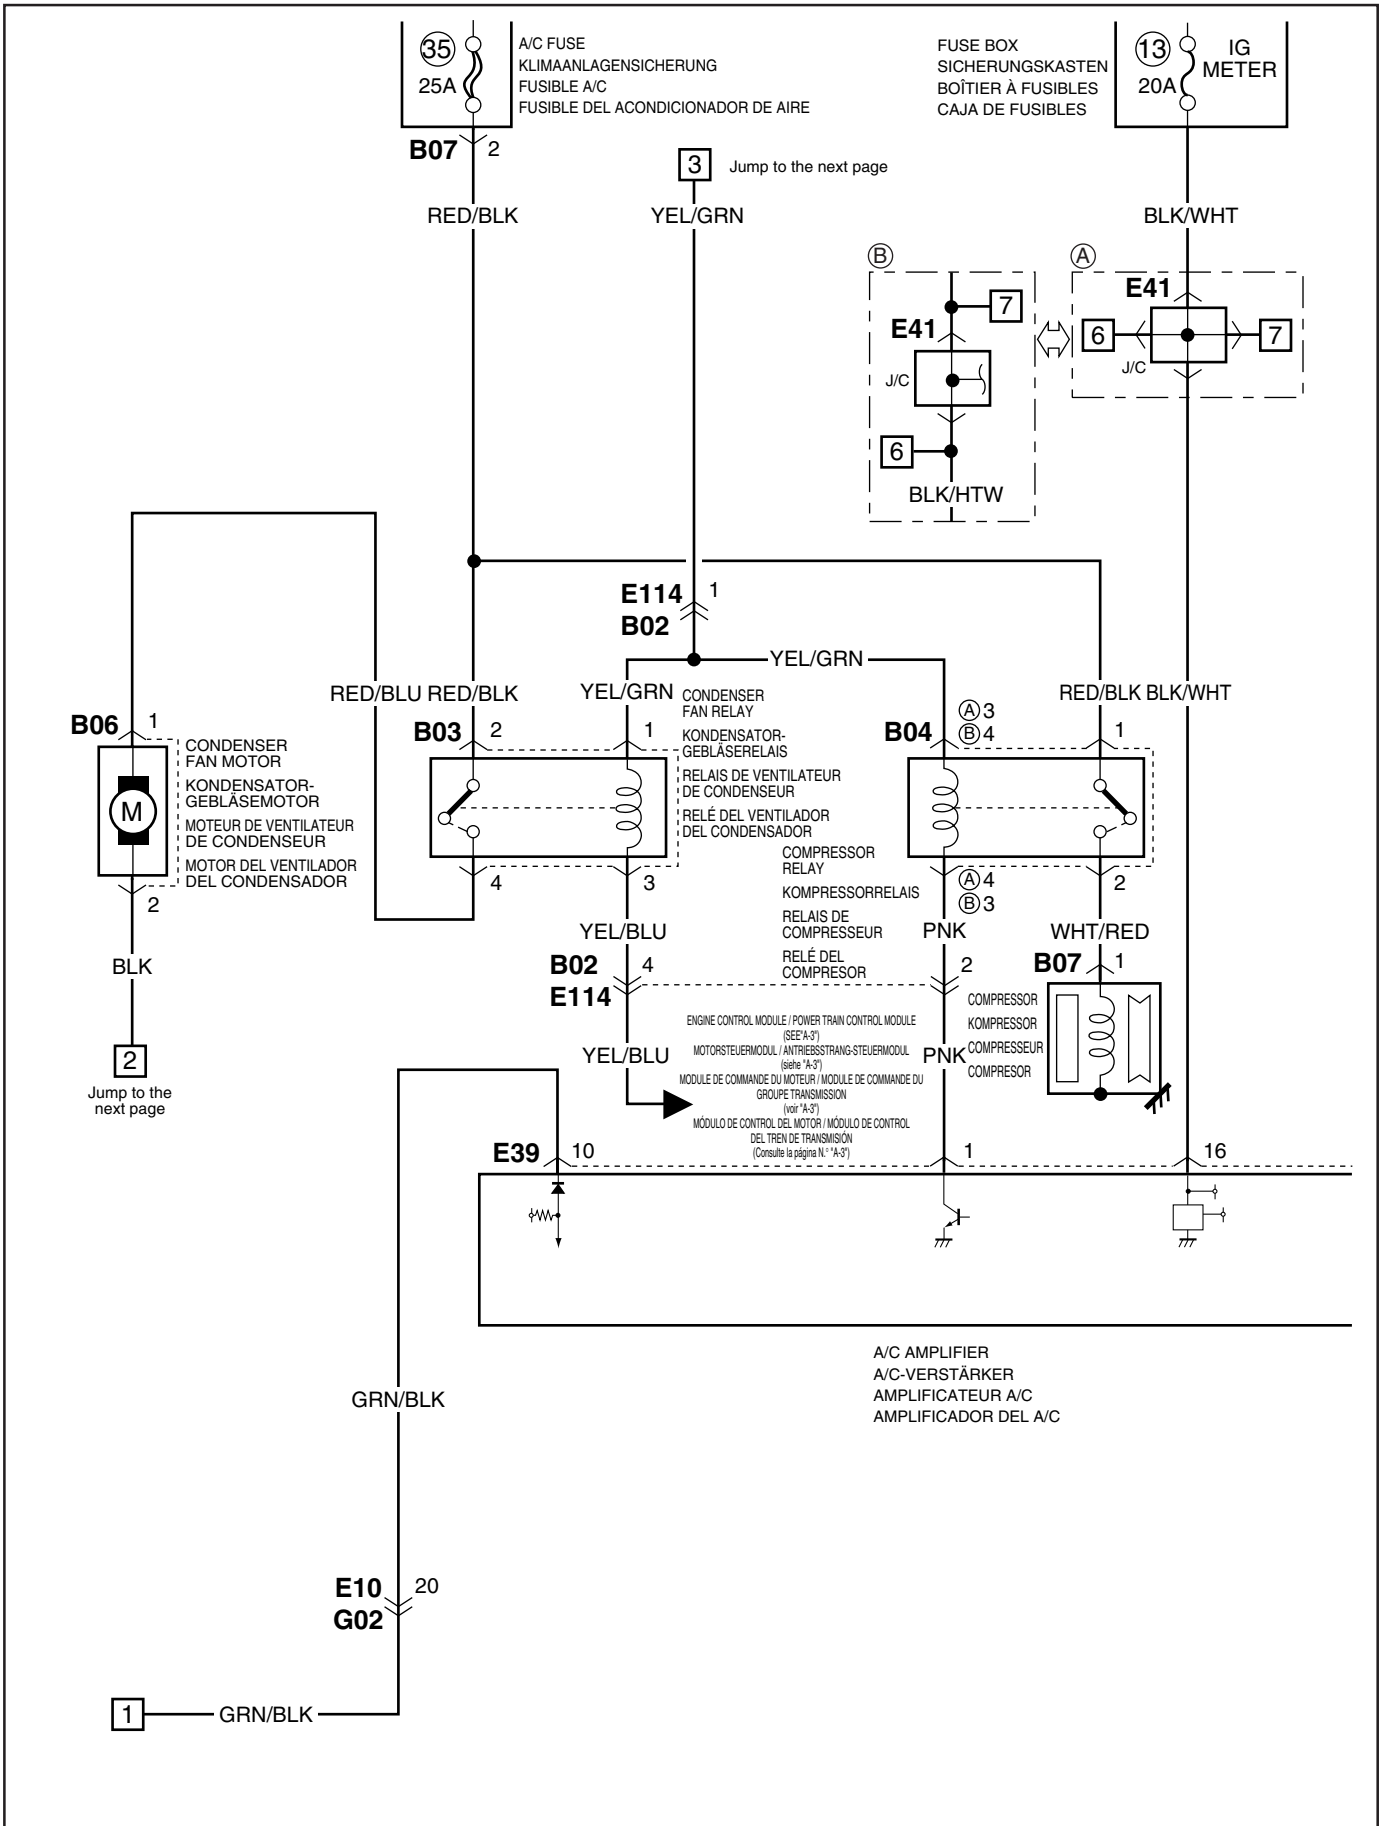 35
25A
A/C FUSE
KLIMAANLAGENSICHERUNG
FUSIBLE A/C
FUSIBLE DEL ACONDICIONADOR DE AIRE
FUSE BOX
SICHERUNGSKASTEN
BOÎTIER À FUSIBLES
CAJA DE FUSIBLES
13
20A
IG
METER
B07 2
3 Jump to the next page
RED/BLK
YEL/GRN
BLK/WHT
B
7
E41
J/C
6
BLK/HTW
A
E41
6
7
J/C
E114 1
B02
YEL/GRN
RED/BLU RED/BLK
YEL/GRN
RED/BLK BLK/WHT
B06 1
CONDENSER
FAN MOTOR
KONDENSATOR-
GEBLÄSEMOTOR
MOTEUR DE VENTILATEUR
DE CONDENSEUR
MOTOR DEL VENTILADOR
DEL CONDENSADOR
M
2
B03 2
1
CONDENSER
FAN RELAY
KONDENSATOR-
GEBLÄSERELAIS
RELAIS DE VENTILATEUR
DE CONDENSEUR
RELÉ DEL VENTILADOR
DEL CONDENSADOR
4
3
B04
A 3
B 4
1
COMPRESSOR
RELAY
KOMPRESSORRELAIS
RELAIS DE
COMPRESSEUR
RELÉ DEL
COMPRESOR
A 4
B 3
2
BLK
2
Jump to the
next page
YEL/BLU
PNK
WHT/RED
B02 4
E114
2
B07 1
COMPRESSOR
KOMPRESSOR
COMPRESSEUR
COMPRESOR
YEL/BLU
ENGINE CONTROL MODULE / POWER TRAIN CONTROL MODULE
(SEE"A-3")
MOTORSTEUERMODUL / ANTRIEBSSTRANG-STEUERMODUL
(siehe "A-3")
MODULE DE COMMANDE DU MOTEUR / MODULE DE COMMANDE DU
GROUPE TRANSMISSION
(voir "A-3")
MÓDULO DE CONTROL DEL MOTOR / MÓDULO DE CONTROL
DEL TREN DE TRANSMISIÓN
(Consulte la página N.° "A-3")
PNK
E39 10
1
16
A/C AMPLIFIER
A/C-VERSTÄRKER
AMPLIFICATEUR A/C
AMPLIFICADOR DEL A/C
GRN/BLK
E10 20
G02
1
GRN/BLK